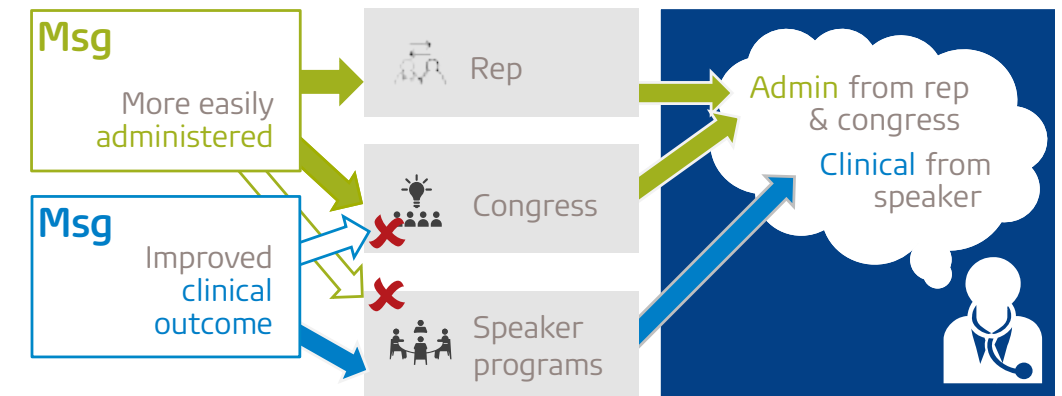 Msg
More easily
administered
Msg
Improved
clinical
outcome
Rep
Congress
Speaker
programs
Admin from rep
& congress
Clinical from
speaker